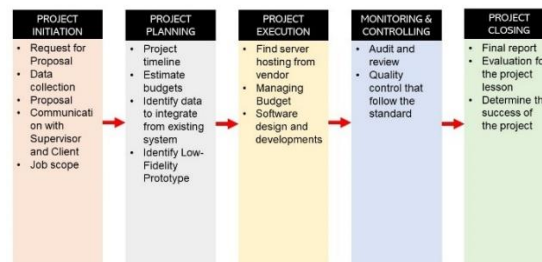 PROJECT
INITIATION
• Request for
Proposal
• Data
collection
• Proposal
• Communicati
on with
Supervisor
and Client
• Job scope
PROJECT
PLANNING
• Project
timeline
• Estimate
budgets
• Identify data
to integrate
from existing
system
• Identify Low-
Fidelity
Prototype
PROJECT
EXECUTION
• Find server
hosting from
vendor
• Managing
Budget
• Software
design and
developments
MONITORING &
CONTROLLING
• Audit and
review
• Quality
control that
follow the
standard
PROJECT
CLOSING
• Final report
• Evaluation fo
the project
lesson
• Determine th
success of
the project